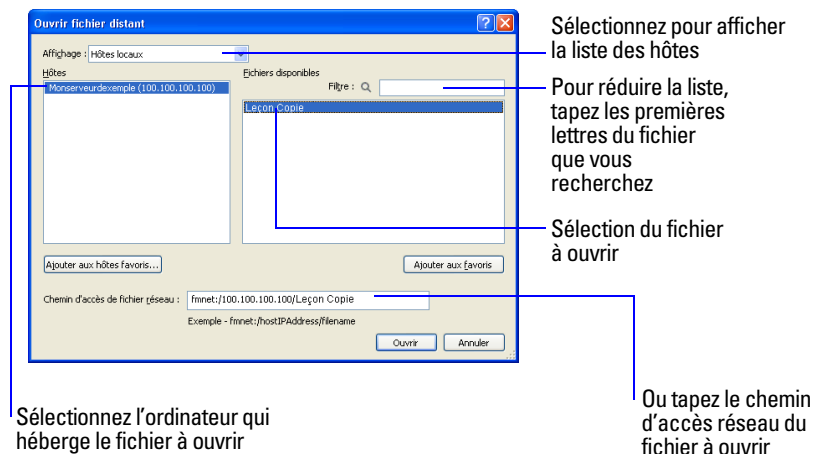 Ouvrir fichier distant
Affichage : Hôtes locaux
Hôtes
Monserveurdexemple (100.100.100.100)
Fichiers disponibles
Filtre :
Leçon Copie
Ajouter aux hôtes favoris...
Ajouter aux favoris
Chemin d'accès de fichier réseau : fmnet:/100.100.100.100/Leçon Copie
Exemple - fmnet:/hostIPAddress/filename
Ouvrir
Annuler
Sélectionnez pour afficher
la liste des hôtes
Pour réduire la liste,
tapez les premières
lettres du fichier
que vous
recherchez
Sélection du fichier
à ouvrir
Sélectionnez l'ordinateur qui
héberge le fichier à ouvrir
Ou tapez le chemin
d'accès réseau du
fichier à ouvrir